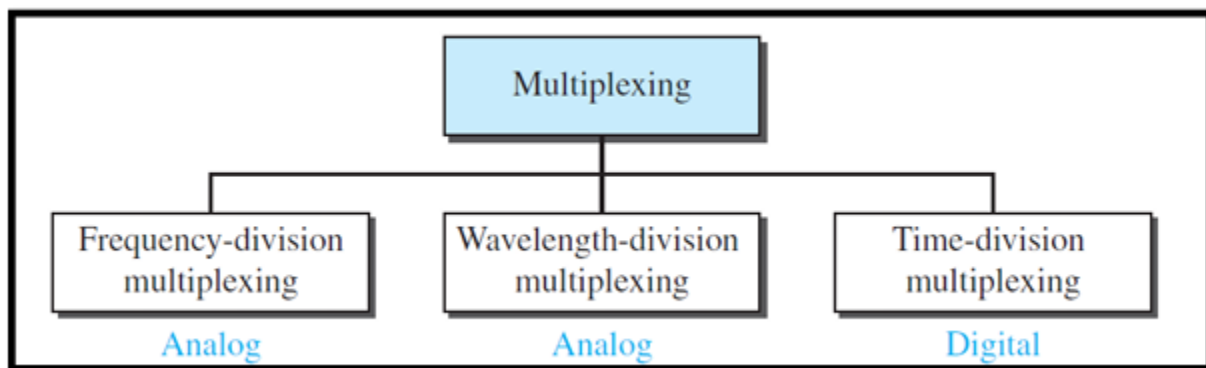 Multiplexing
Frequency-division
multiplexing
Wavelength-division
multiplexing
Time-division
multiplexing
Analog
Analog
Digital